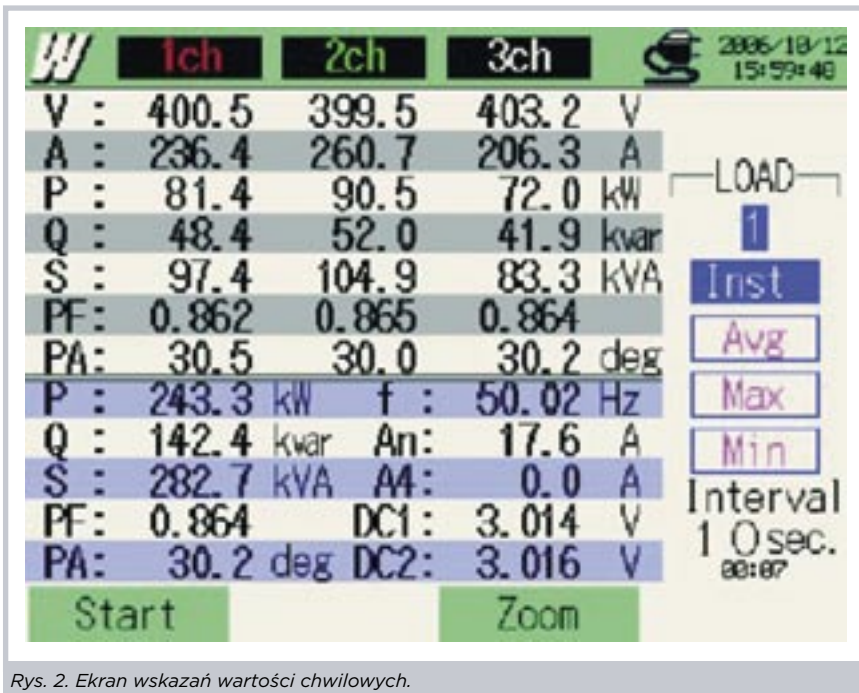 W 1ch 2ch 3ch 2006/10/12
15:59:48
V : 400.5 399.5 403.2 V
A : 236.4 260.7 206.3 A
P : 81.4 90.5 72.0 kW
Q : 48.4 52.0 41.9 kvar
S : 97.4 104.9 83.3 kVA
PF: 0.862 0.865 0.864
PA: 30.5 30.0 30.2 deg
P : 243.3 kW f : 50.02 Hz
Q : 142.4 kvar An: 17.6 A
S : 282.7 kVA A4: 0.0 A
PF: 0.864 DC1: 3.014 V
PA: 30.2 deg DC2: 3.016 V
LOAD
1
Inst
Avg
Max
Min
Interval
10sec.
00:07
Start Zoom
Rys. 2. Ekran wskazań wartości chwilowych.